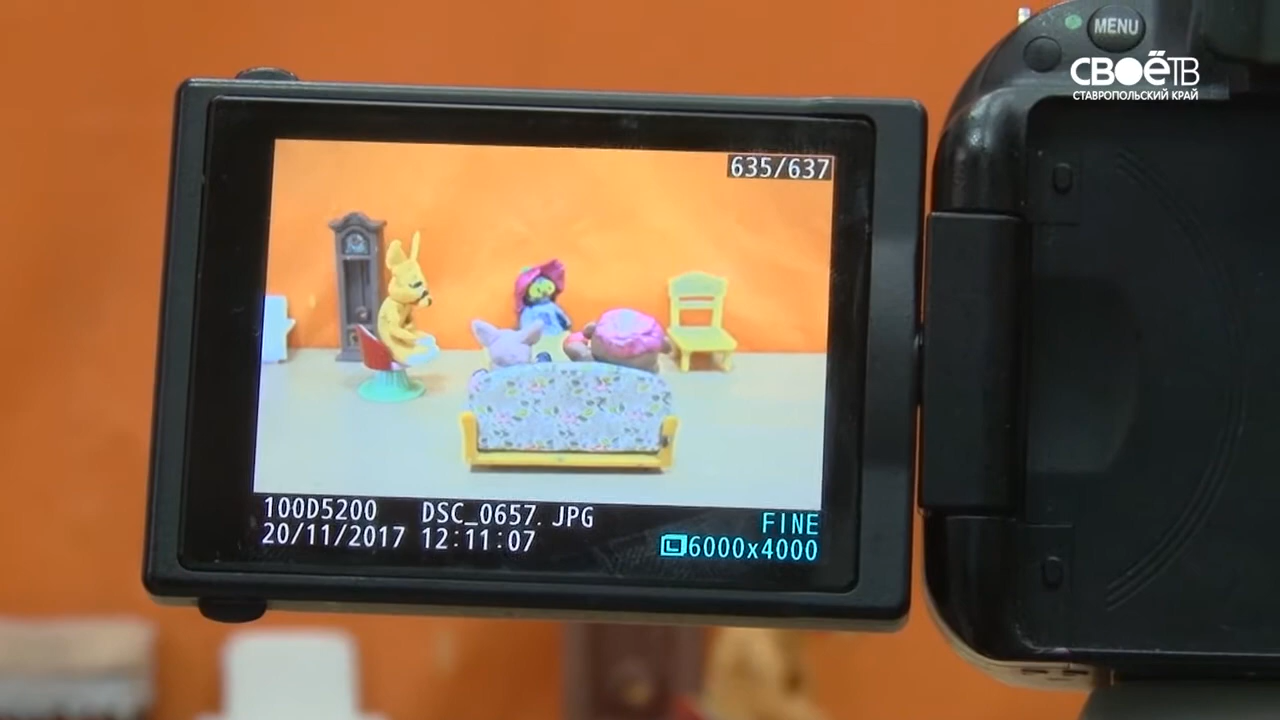 MENU
СВОЁТВ
СТАВРОПОЛЬСКИЙ КРАЙ
635/637
100D5200 DSC_0657.JPG
FINE
20/11/2017 12:11:07
L 6000x4000